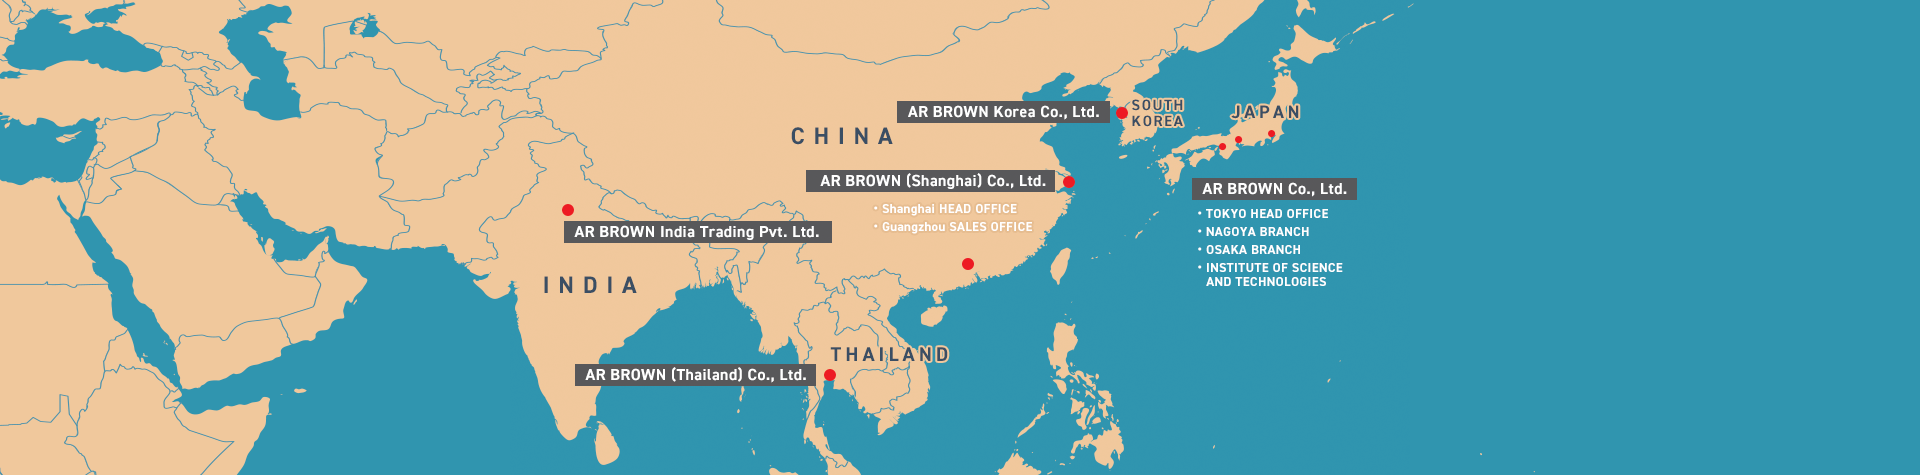 AR BROWN Korea Co., Ltd.
SOUTH
KOREA
JAPAN
CHINA
AR BROWN (Shanghai) Co., Ltd.
• Shanghai HEAD OFFICE
• Guangzhou SALES OFFICE
AR BROWN Co., Ltd.
• TOKYO HEAD OFFICE
• NAGOYA BRANCH
• OSAKA BRANCH
• INSTITUTE OF SCIENCE
AND TECHNOLOGIES
AR BROWN India Trading Pvt. Ltd.
INDIA
THAILAND
AR BROWN (Thailand) Co., Ltd.